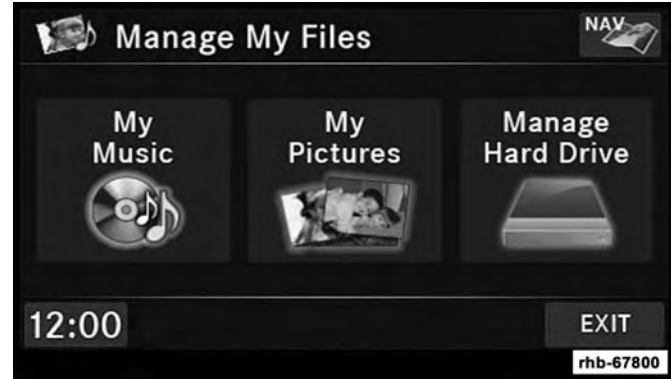 Manage My Files
NAV
My
Music
My
Pictures
Manage
Hard Drive
12:00
EXIT
rhb-67800